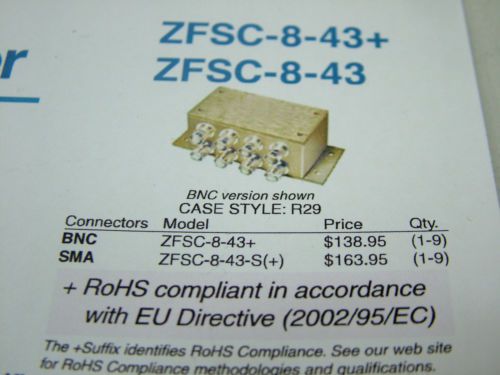 ZFSC-8-43+
ZFSC-8-43
er
BNC version shown
CASE STYLE: R29
Connectors Model Price Qty.
BNC ZFSC-8-43+ $138.95 (1-9)
SMA ZFSC-8-43-S(+) $163.95 (1-9)
+ RoHS compliant in accordance
with EU Directive (2002/95/EC)
The +Suffix identifies RoHS Compliance. See our web site
for RoHS Compliance methodologies and qualifications.